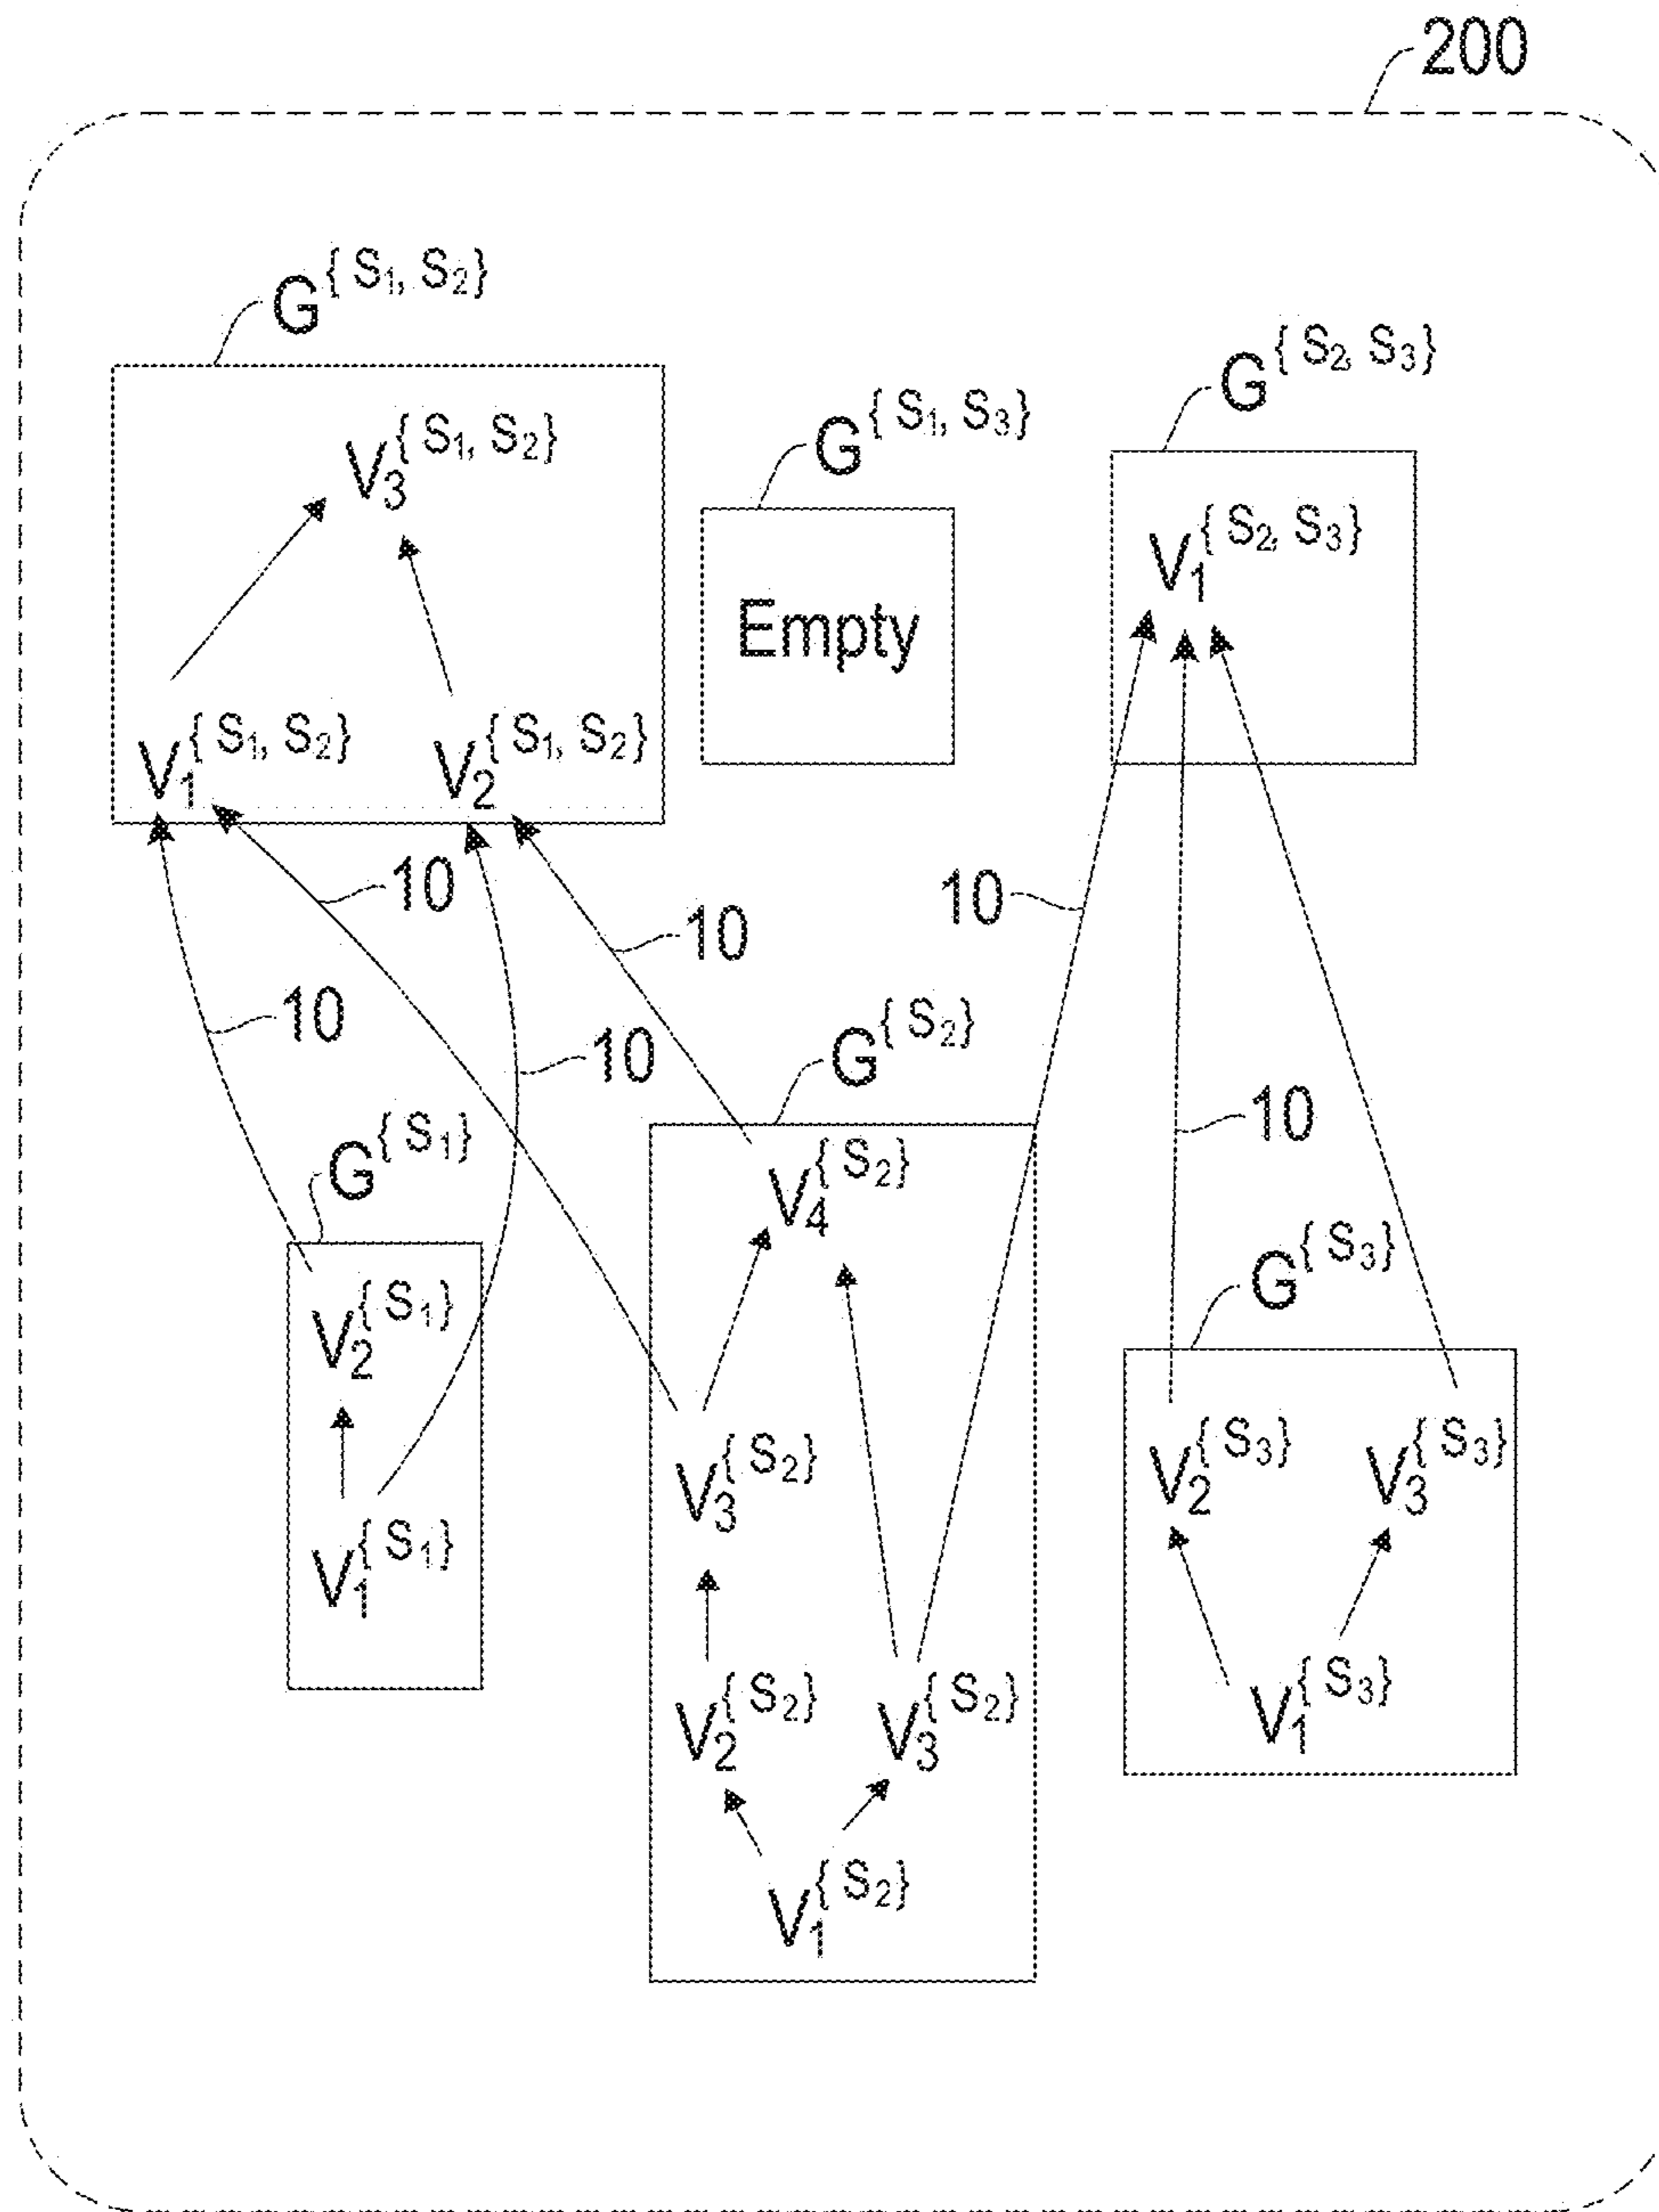 200
G^{S₁, S₂}
G^{S₂, S₃}
G^{S₁, S₃}
V₃^{S₁, S₂}
V₁^{S₂, S₃}
Empty
V₁^{S₁, S₂} V₂^{S₁, S₂}
10
10
10
10
10
10
G^{S₂}
G^{S₁}
V₄^{S₂}
G^{S₃}
V₂^{S₁}
V₃^{S₂}
V₂^{S₃} V₃^{S₃}
V₁^{S₁}
V₂^{S₂} V₃^{S₂}
V₁^{S₃}
V₁^{S₂}